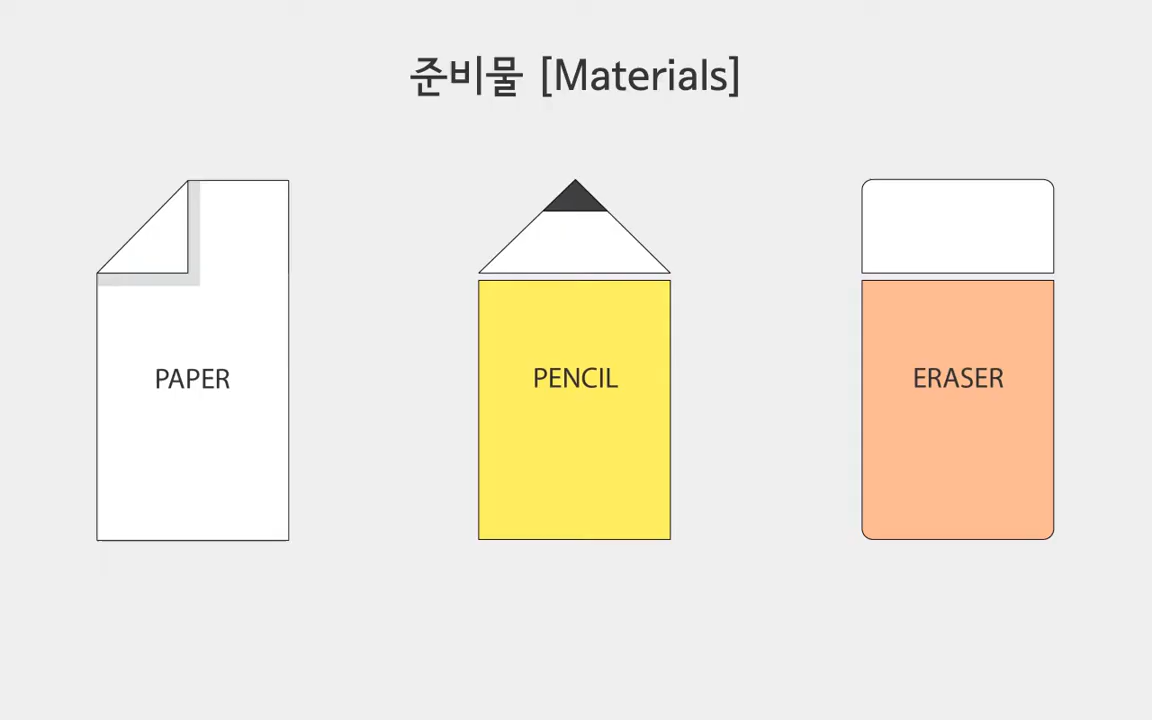 준비물 [Materials]
PAPER
PENCIL
ERASER